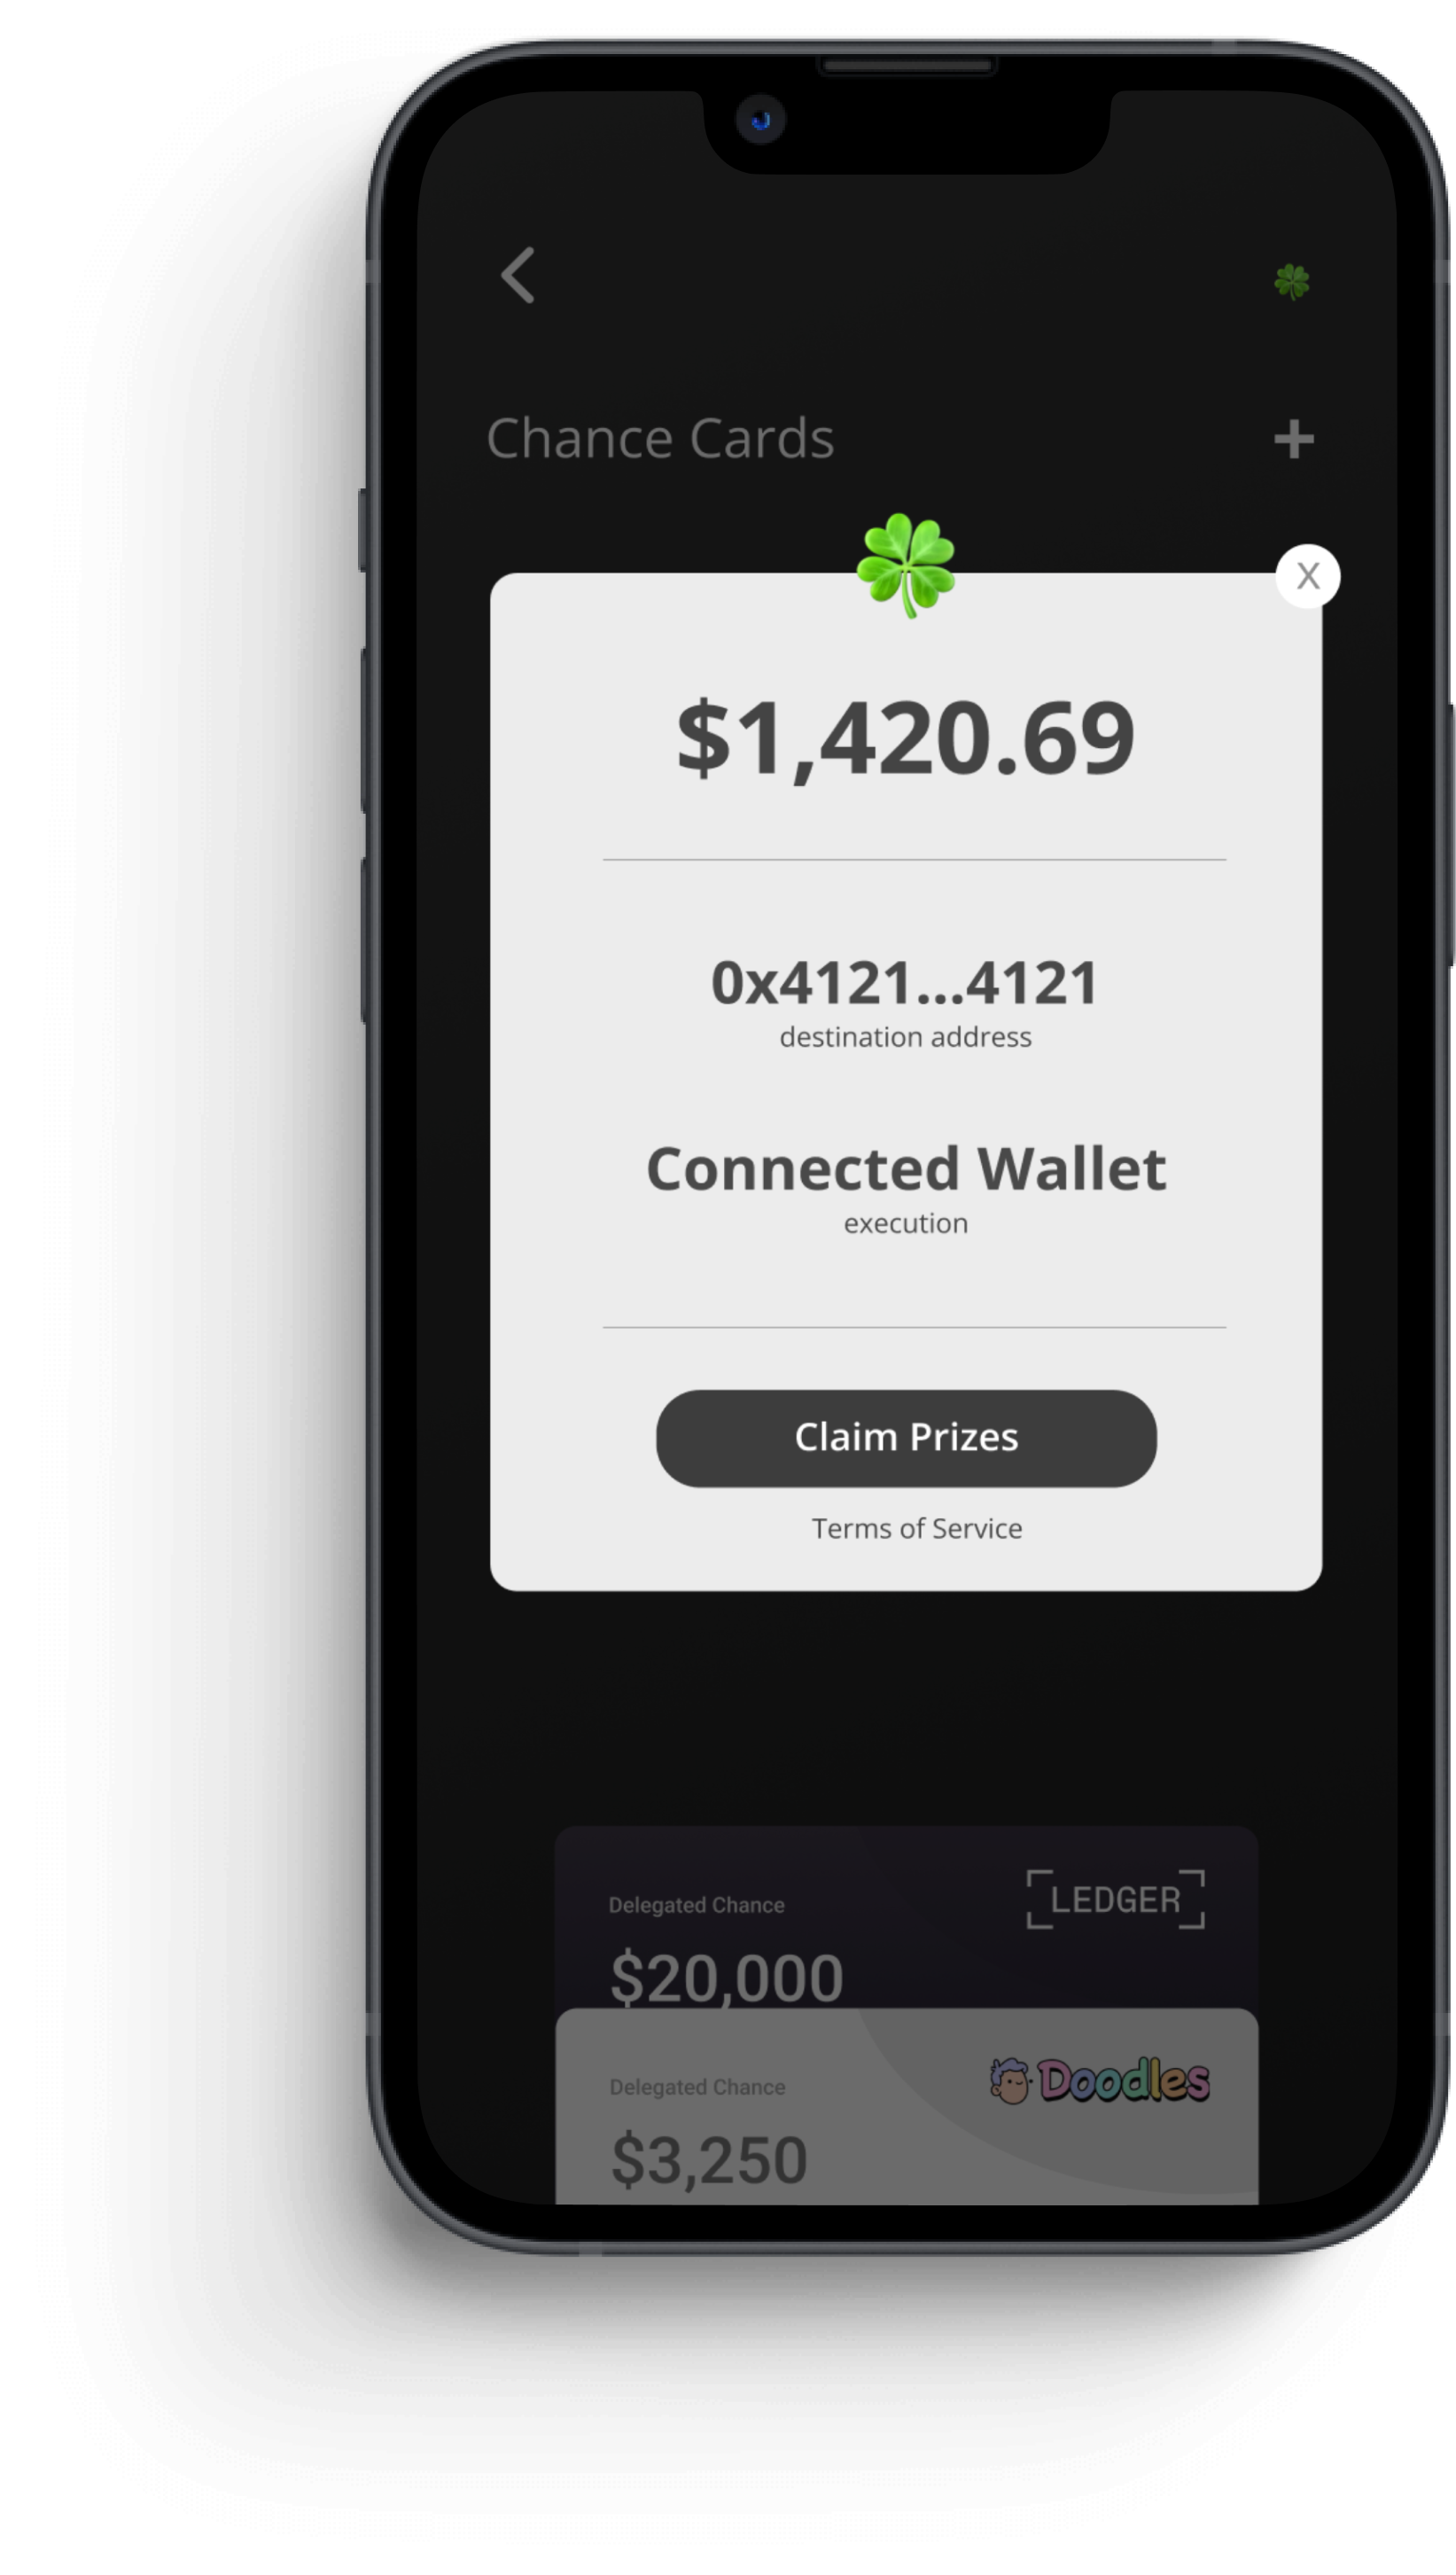 Chance Cards
+
X
$1,420.69
0x4121...4121
destination address
Connected Wallet
execution
Claim Prizes
Terms of Service
Delegated Chance
LEDGER
$20,000
Delegated Chance
Doodles
$3,250